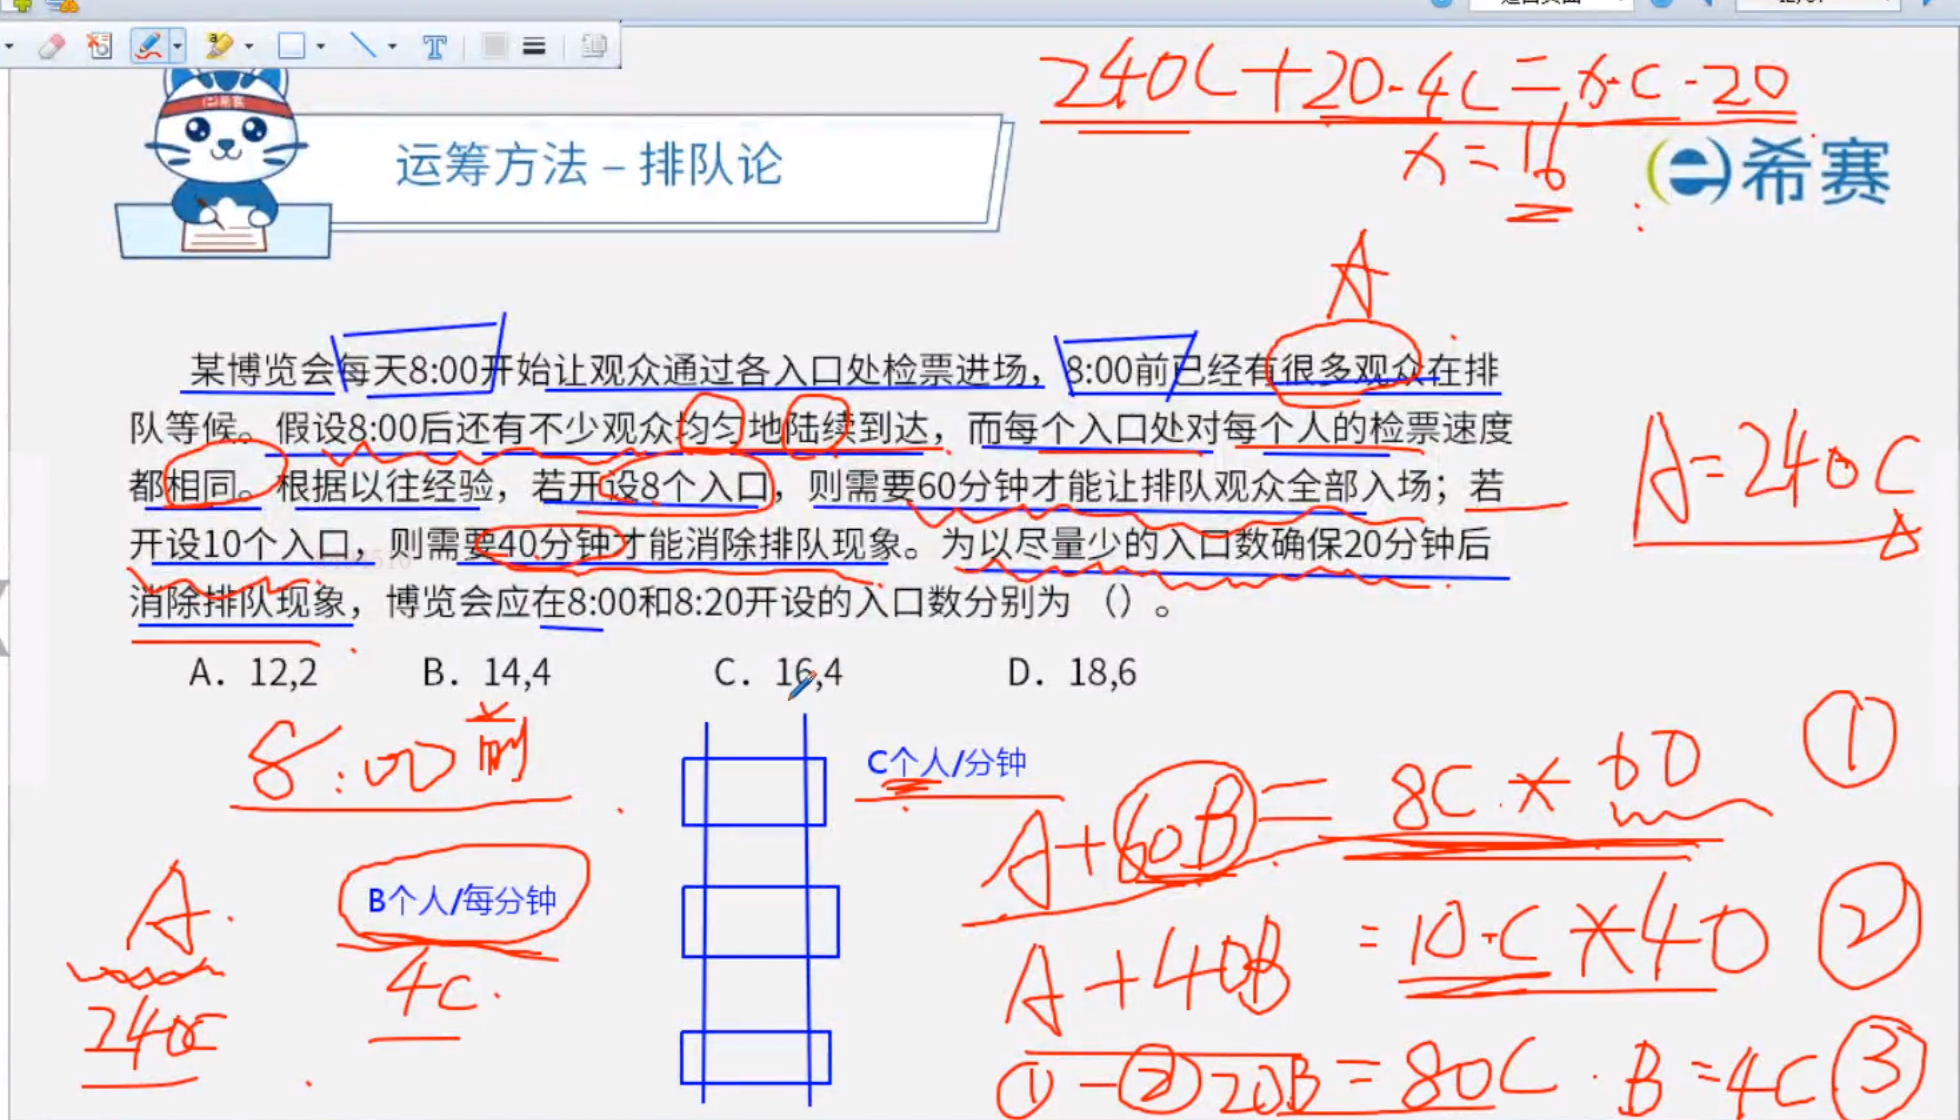 240C+20·4C=x·C·20
x=16
希赛
运筹方法 – 排队论
A
某博览会每天8:00开始让观众通过各入口处检票进场，8:00前已经有很多观众在排
队等候。假设8:00后还有不少观众均匀地陆续到达，而每个入口处对每个人的检票速度
都相同。根据以往经验，若开设8个入口，则需要60分钟才能让排队观众全部入场；若
开设10个入口，则需要40分钟才能消除排队现象。为以尽量少的入口数确保20分钟后
消除排队现象，博览会应在8:00和8:20开设的入口数分别为 （）。
A=240C
A. 12,2 B. 14,4 C. 16,4 D. 18,6
8:00前
C个人/分钟
A+60B=8C*60 ①
A
B个人/每分钟
A+40B=10·C*40 ②
240C
4C
①-② 20B=80C · B=4C ③